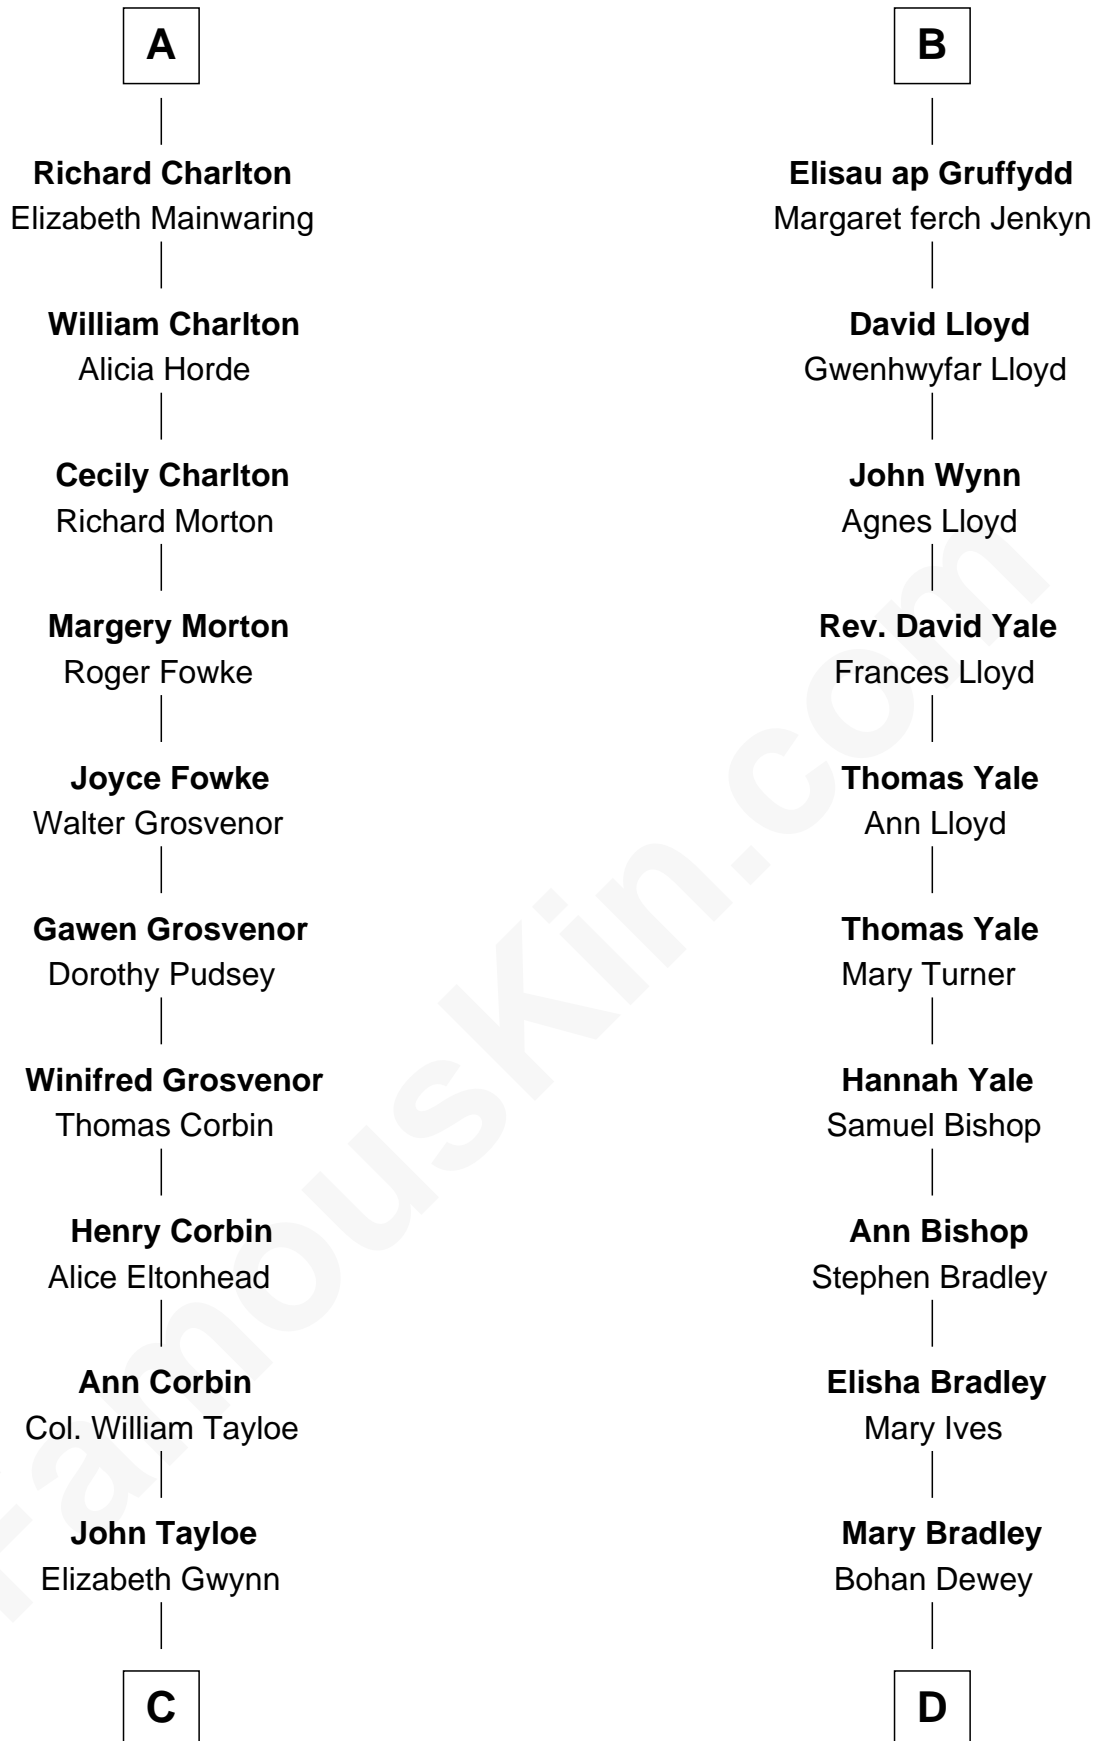 A
Richard Charlton
Elizabeth Mainwaring
William Charlton
Alicia Horde
Cecily Charlton
Richard Morton
Margery Morton
Roger Fowke
Joyce Fowke
Walter Grosvenor
Gawen Grosvenor
Dorothy Pudsey
Winifred Grosvenor
Thomas Corbin
Henry Corbin
Alice Eltonhead
Ann Corbin
Col. William Tayloe
John Tayloe
Elizabeth Gwynn
C
B
Elisau ap Gruffydd
Margaret ferch Jenkyn
David Lloyd
Gwenhwyfar Lloyd
John Wynn
Agnes Lloyd
Rev. David Yale
Frances Lloyd
Thomas Yale
Ann Lloyd
Thomas Yale
Mary Turner
Hannah Yale
Samuel Bishop
Ann Bishop
Stephen Bradley
Elisha Bradley
Mary Ives
Mary Bradley
Bohan Dewey
D
FamousKin.com